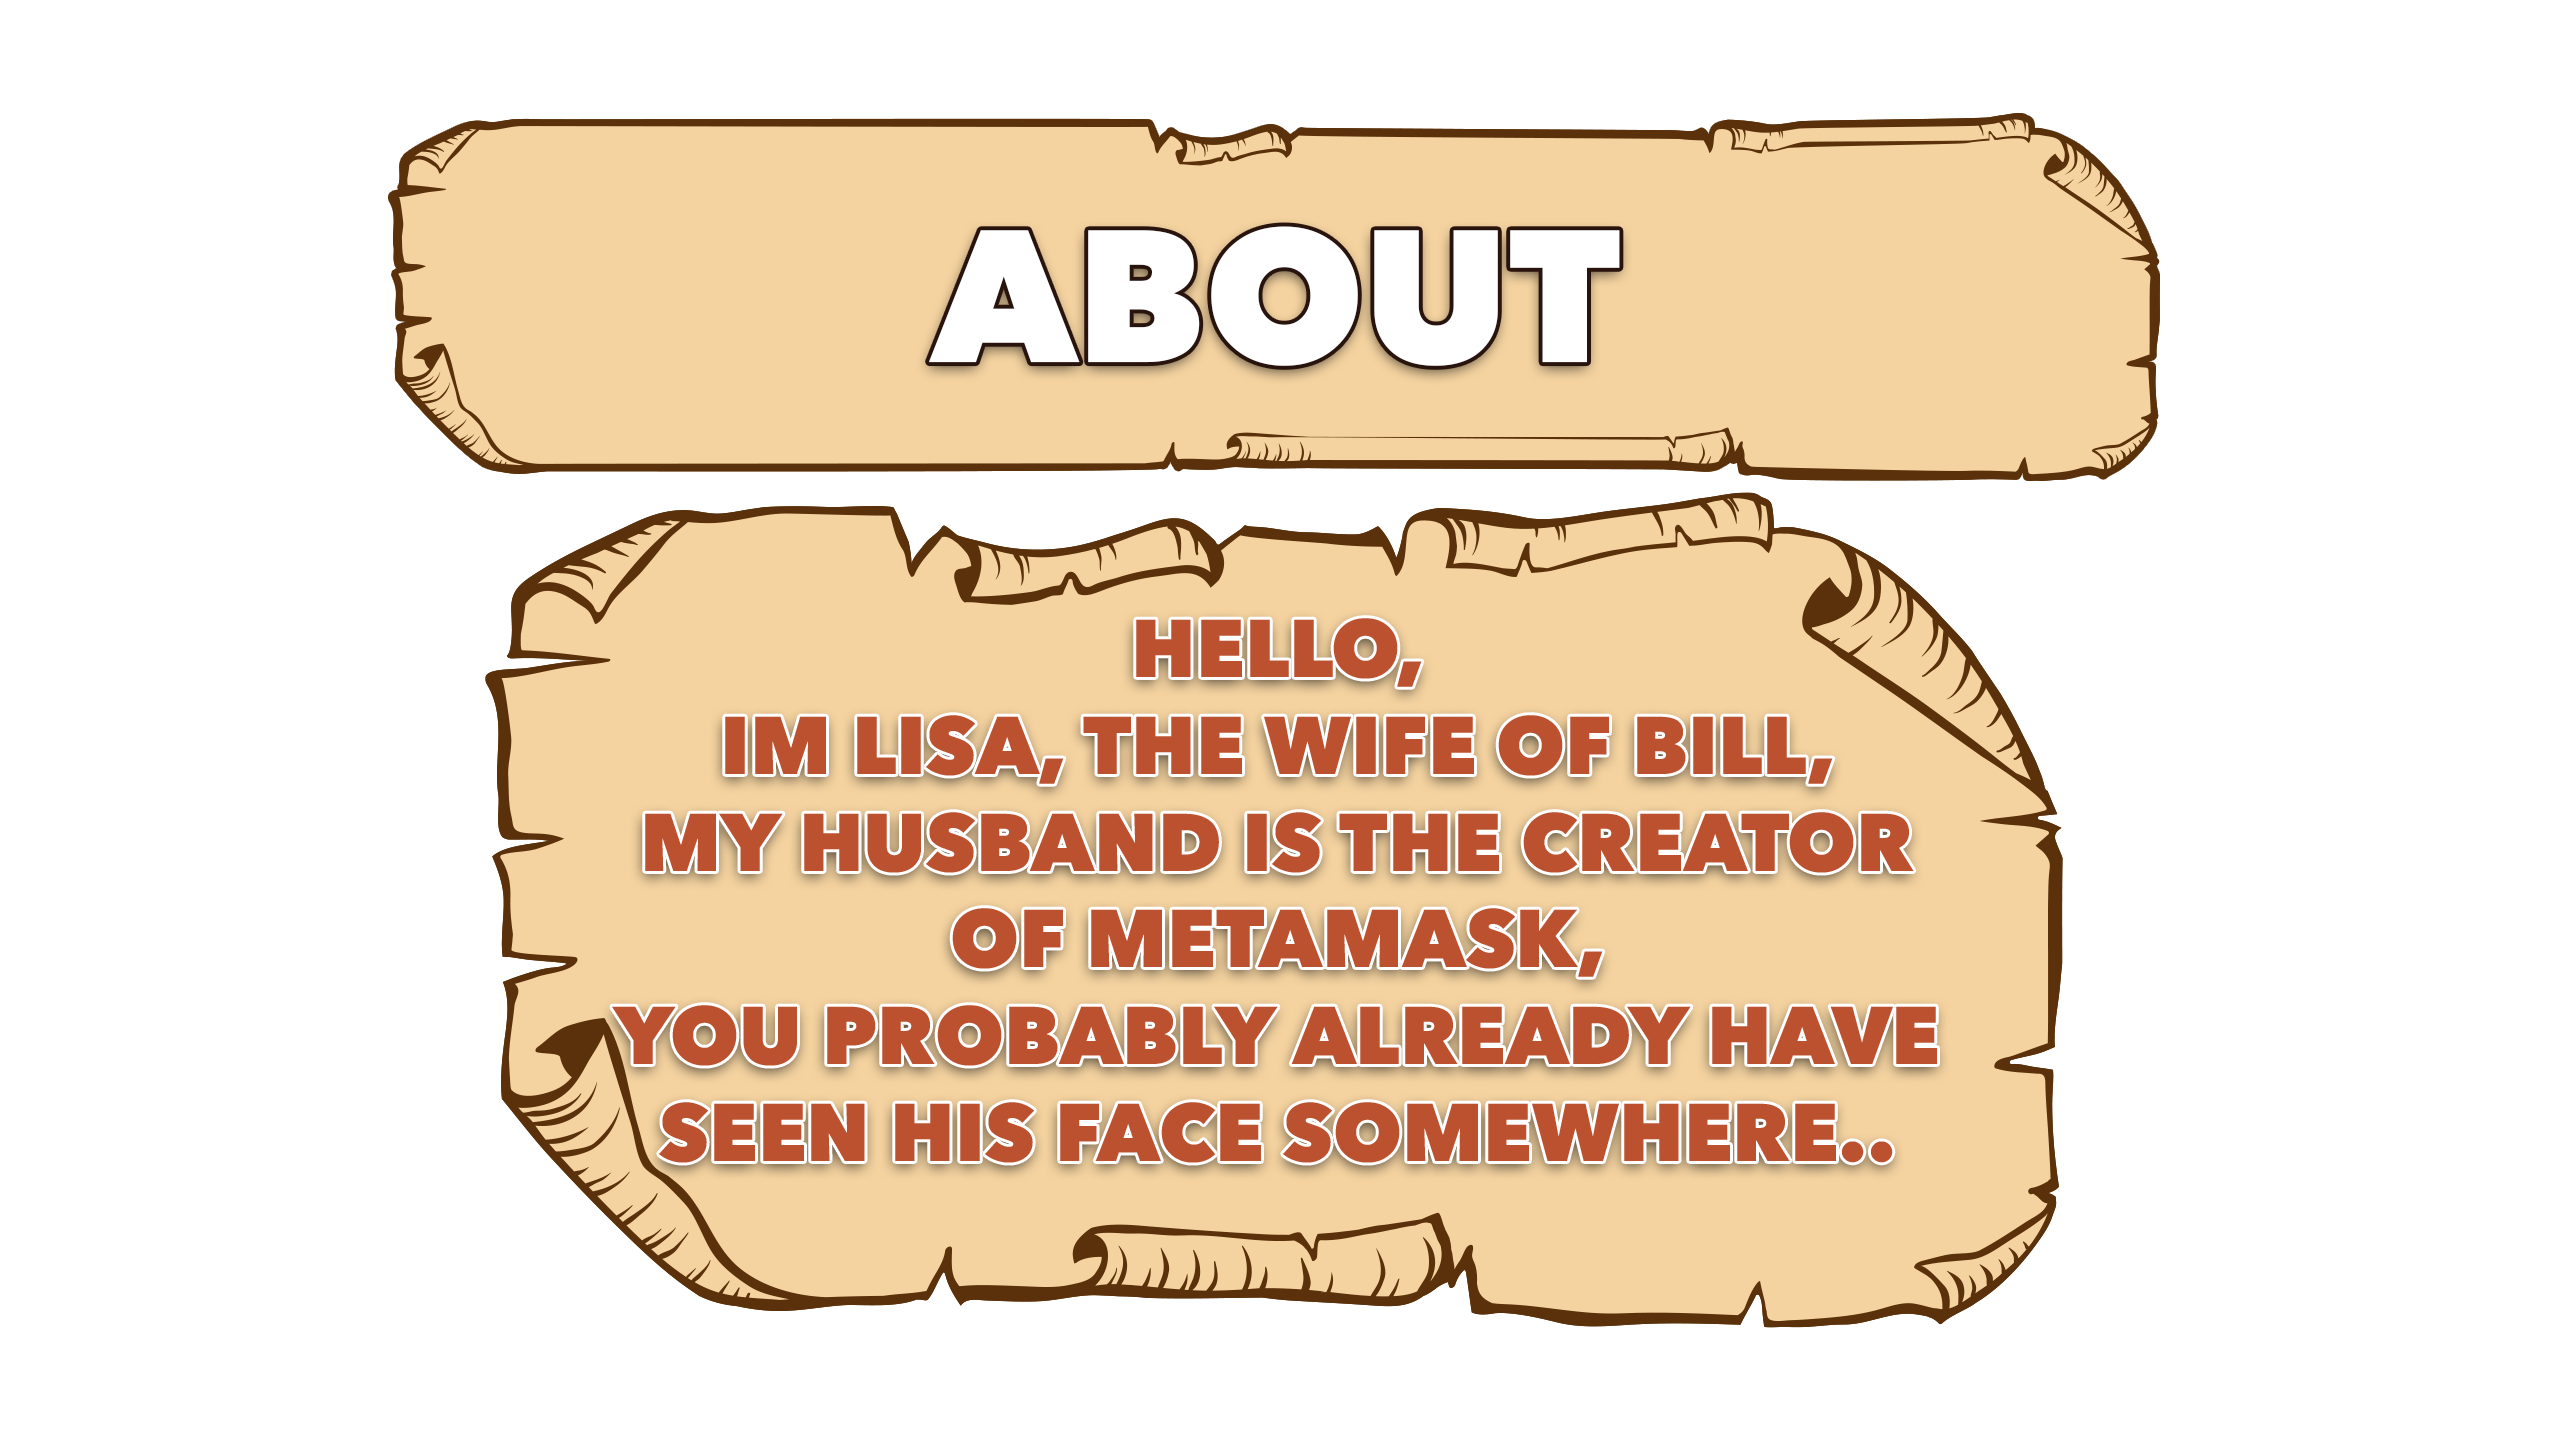 ABOUT
HELLO,
IM LISA, THE WIFE OF BILL,
MY HUSBAND IS THE CREATOR
OF METAMASK,
YOU PROBABLY ALREADY HAVE
SEEN HIS FACE SOMEWHERE..